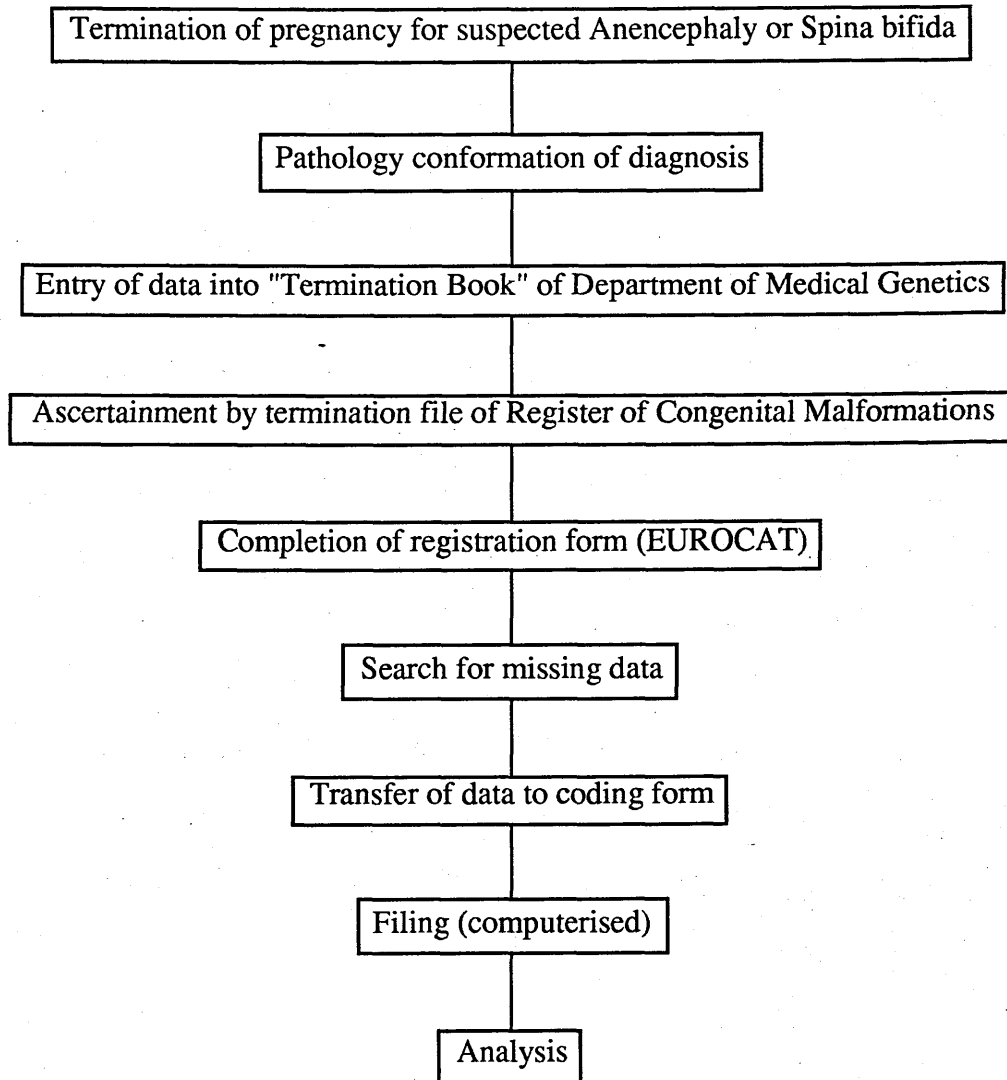 Termination of pregnancy for suspected Anencephaly or Spina bifida
Pathology conformation of diagnosis
Entry of data into "Termination Book" of Department of Medical Genetics
Ascertainment by termination file of Register of Congenital Malformations
Completion of registration form (EUROCAT)
Search for missing data
Transfer of data to coding form
Filing (computerised)
Analysis